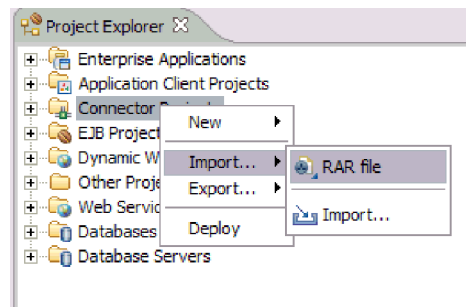 Project Explorer
Enterprise Applications
Application Client Projects
Connector
EJB
Dynamic
Other
Web
Databases
Database Servers
New
Import...
Export...
Deploy
RAR file
Import...